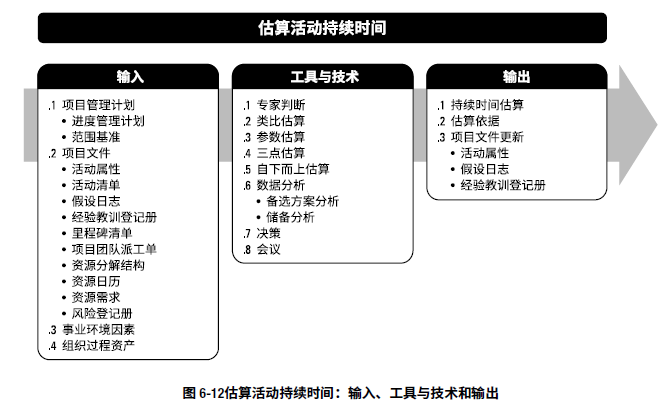 估算活动持续时间
输入
.1 项目管理计划
• 进度管理计划
• 范围基准
.2 项目文件
• 活动属性
• 活动清单
• 假设日志
• 经验教训登记册
• 里程碑清单
• 项目团队派工单
• 资源分解结构
• 资源日历
• 资源需求
• 风险登记册
.3 事业环境因素
.4 组织过程资产
工具与技术
.1 专家判断
.2 类比估算
.3 参数估算
.4 三点估算
.5 自下而上估算
.6 数据分析
• 备选方案分析
• 储备分析
.7 决策
.8 会议
输出
.1 持续时间估算
.2 估算依据
.3 项目文件更新
• 活动属性
• 假设日志
• 经验教训登记册
图 6-12估算活动持续时间：输入、工具与技术和输出